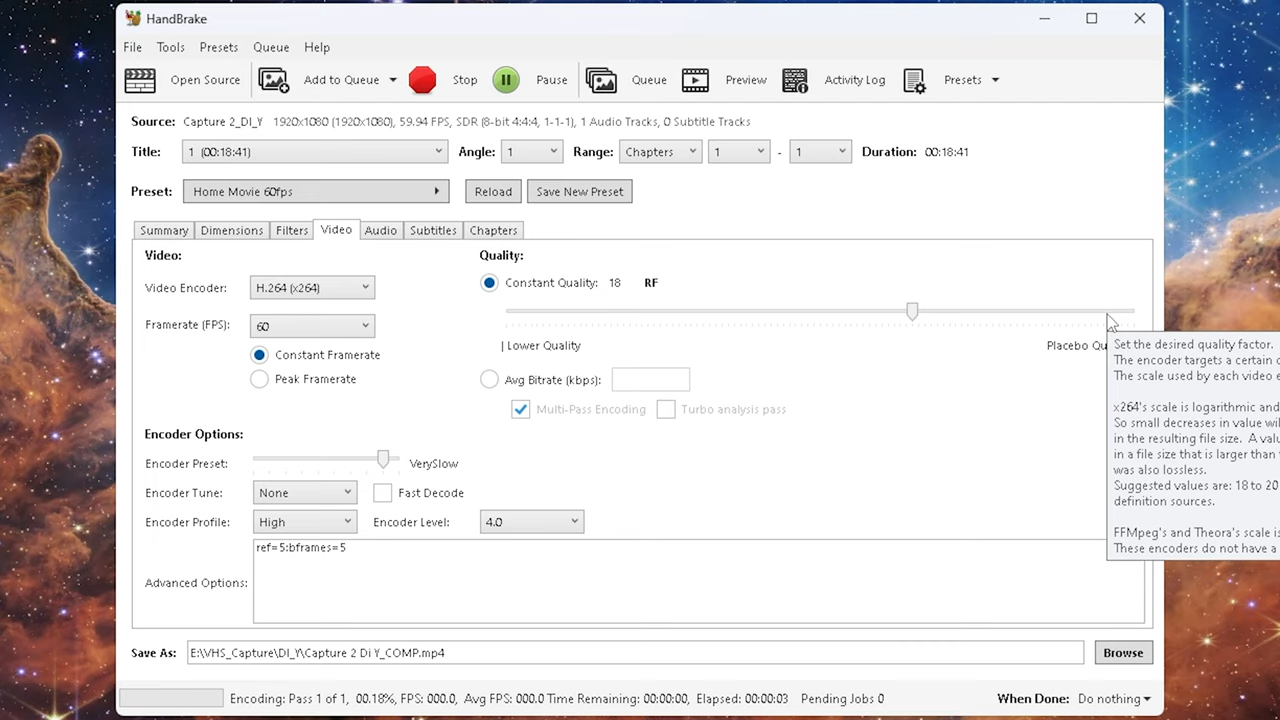 HandBrake
File Tools Presets Queue Help
Open Source Add to Queue Stop Pause Queue Preview Activity Log Presets
Source: Capture 2_DI_Y 1920x1080 (1920x1080), 59.94 FPS, SDR (8-bit 4:4:4, 1-1-1), 1 Audio Tracks, 0 Subtitle Tracks
Title: 1 (00:18:41) Angle: 1 Range: Chapters 1 - 1 Duration: 00:18:41
Preset: Home Movie 60fps Reload Save New Preset
Summary Dimensions Filters Video Audio Subtitles Chapters
Video: Quality:
Video Encoder: H.264 (x264) Constant Quality: 18 RF
Framerate (FPS): 60
| Lower Quality Placebo Qu
Constant Framerate
Peak Framerate Avg Bitrate (kbps):
Multi-Pass Encoding Turbo analysis pass
Encoder Options:
Encoder Preset: VerySlow
Encoder Tune: None Fast Decode
Encoder Profile: High Encoder Level: 4.0
ref=5:bframes=5
Advanced Options:
Set the desired quality factor.
The encoder targets a certain
The scale used by each video
x264's scale is logarithmic and
So small decreases in value wil
in the resulting file size. A valu
in a file size that is larger than
was also lossless.
Suggested values are: 18 to 20
definition sources.
FFMpeg's and Theora's scale is
These encoders do not have a
Save As: E:\VHS_Capture\DI_Y\Capture 2 Di Y_COMP.mp4 Browse
Encoding: Pass 1 of 1, 00.18%, FPS: 000.0, Avg FPS: 000.0 Time Remaining: 00:00:00, Elapsed: 00:00:03 Pending Jobs 0 When Done: Do nothing